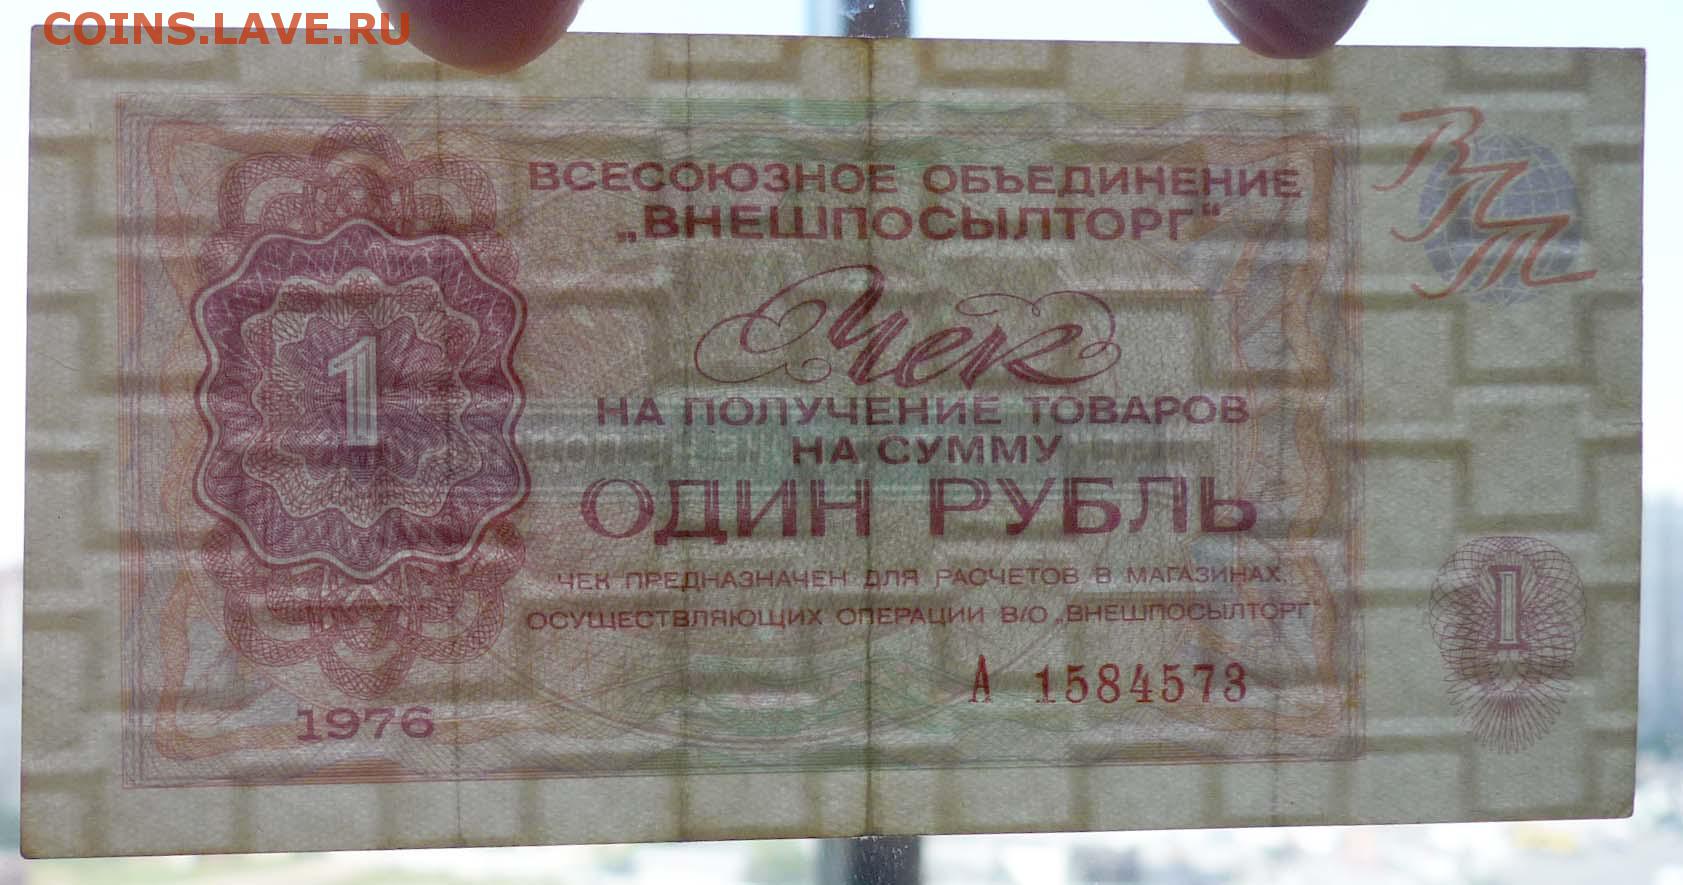 COINS.LAVE.RU
ВСЕСОЮЗНОЕ ОБЪЕДИНЕНИЕ
„ВНЕШПОСЫЛТОРГ“
ВПТ
Чек
1
НА ПОЛУЧЕНИЕ ТОВАРОВ
НА СУММУ
ОДИН РУБЛЬ
ЧЕК ПРЕДНАЗНАЧЕН ДЛЯ РАСЧЕТОВ В МАГАЗИНАХ,
ОСУЩЕСТВЛЯЮЩИХ ОПЕРАЦИИ В/О „ВНЕШПОСЫЛТОРГ“
1
А 1584573
1976